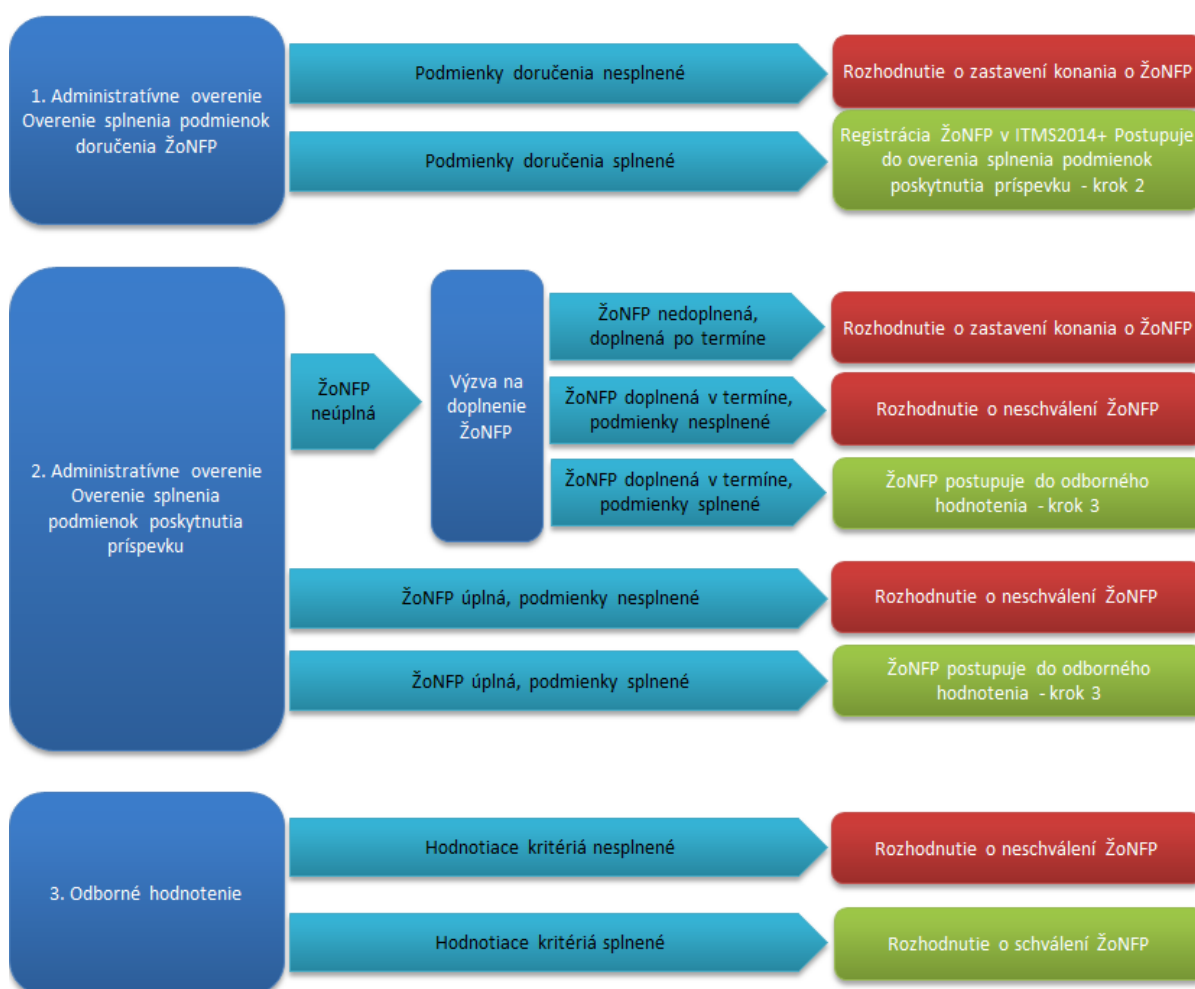 1. Administratívne overenie
Overenie splnenia podmienok
doručenia ŽoNFP
Podmienky doručenia nesplnené
Rozhodnutie o zastavení konania o ŽoNFP
Podmienky doručenia splnené
Registrácia ŽoNFP v ITMS2014+ Postupuje
do overenia splnenia podmienok
poskytnutia príspevku - krok 2
2. Administratívne overenie
Overenie splnenia
podmienok poskytnutia
príspevku
ŽoNFP
neúplná
Výzva na
doplnenie
ŽoNFP
ŽoNFP nedoplnená,
doplnená po termíne
Rozhodnutie o zastavení konania o ŽoNFP
ŽoNFP doplnená v termíne,
podmienky nesplnené
Rozhodnutie o neschválení ŽoNFP
ŽoNFP doplnená v termíne,
podmienky splnené
ŽoNFP postupuje do odborného
hodnotenia - krok 3
ŽoNFP úplná, podmienky nesplnené
Rozhodnutie o neschválení ŽoNFP
ŽoNFP úplná, podmienky splnené
ŽoNFP postupuje do odborného
hodnotenia - krok 3
3. Odborné hodnotenie
Hodnotiace kritériá nesplnené
Rozhodnutie o neschválení ŽoNFP
Hodnotiace kritériá splnené
Rozhodnutie o schválení ŽoNFP